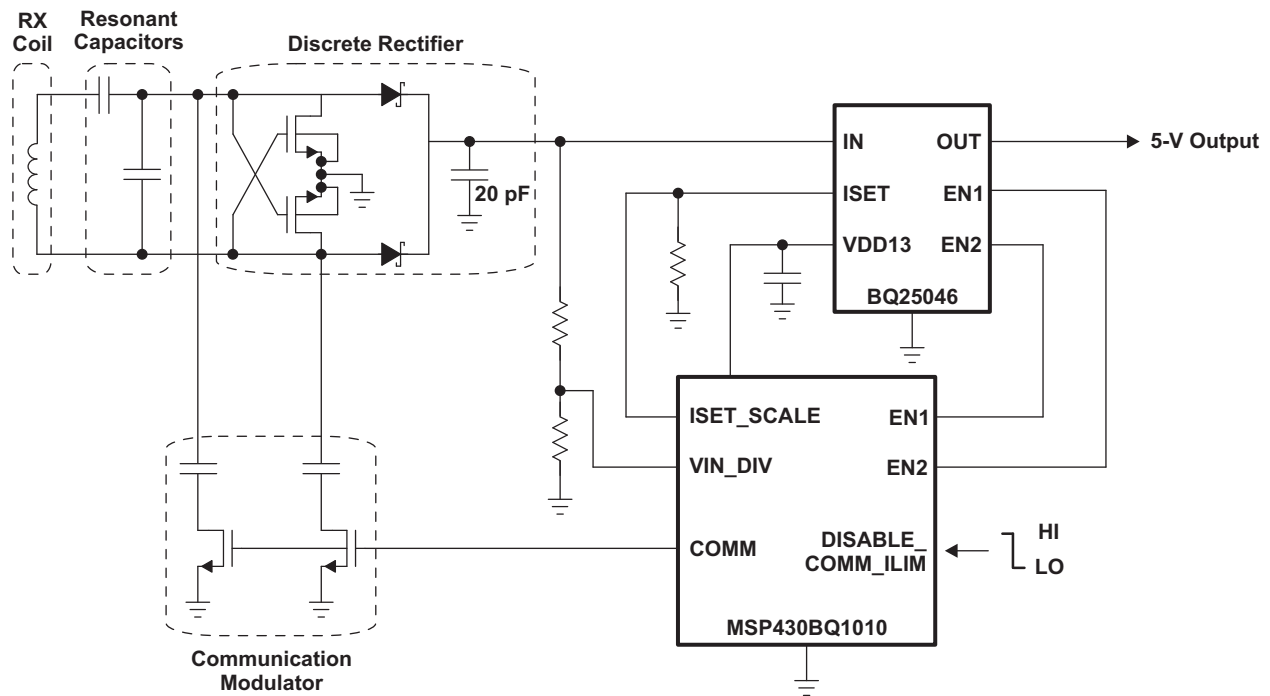 RX
Coil
Resonant
Capacitors
Discrete Rectifier
20 pF
IN
OUT
5-V Output
ISET
EN1
VDD13
EN2
BQ25046
ISET_SCALE
EN1
VIN_DIV
EN2
COMM
DISABLE_
COMM_ILIM
HI
LO
MSP430BQ1010
Communication
Modulator